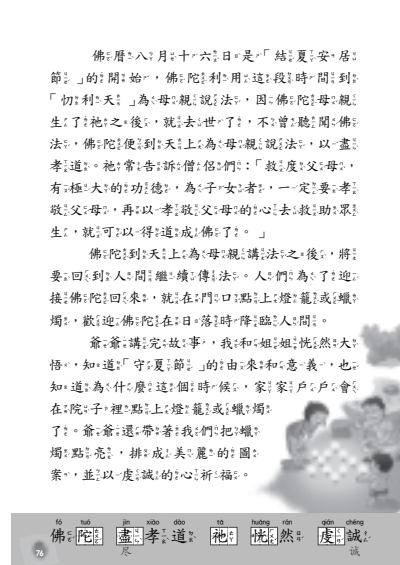 佛曆八月十六日是「結夏安居
節」的開始，佛陀利用這段時間到
「忉利天」為母親說法，因佛陀母親
生了祂之後，就去世了，不曾聽聞佛
法，佛陀便到天上為母親說法，以盡
孝道。祂常告訴僧侶們：「救度父母，
有極大的功德，為子女者，一定要孝
敬父母，再以孝敬父母的心去救助眾
生，就可以得道成佛了。」
佛陀到天上為母親講法之後，將
要回到人間繼續傳法。人們為了迎
接佛陀回來，就在門口點上燈籠或蠟
燭，歡迎佛陀在日落時降臨人間。
爺爺講完故事，我和姐姐恍然大
悟，知道「守夏節」的由來和意義，也
知道為什麼這個時候，家家戶戶會
在院子裡點上燈籠或蠟燭
了。爺爺還帶著我們把蠟
燭點亮，排成美麗的圖
案，並以虔誠的心祈福。
fó tuó jìn xiào dào tā huǎng rán qián chéng
佛陀 盡孝道 祂 恍然 虔誠
尽 诚
76